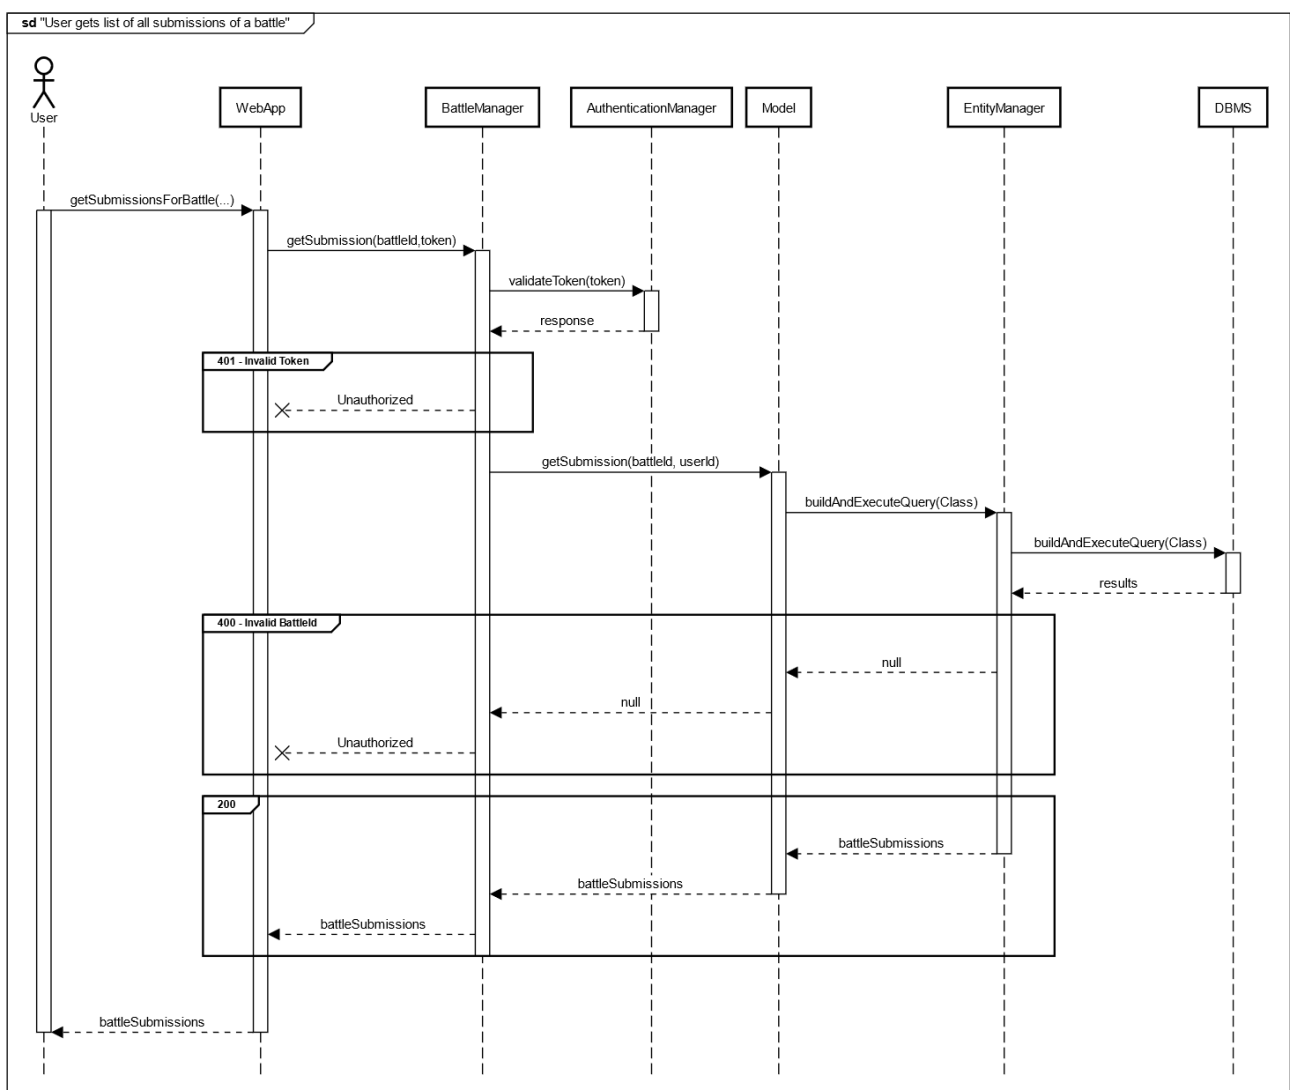 sd "User gets list of all submissions of a battle"
User
WebApp
BattleManager
AuthenticationManager
Model
EntityManager
DBMS
getSubmissionsForBattle(...)
getSubmission(battleId,token)
validateToken(token)
response
401 - Invalid Token
Unauthorized
getSubmission(battleId, userId)
buildAndExecuteQuery(Class)
buildAndExecuteQuery(Class)
results
400 - Invalid BattleId
null
null
Unauthorized
200
battleSubmissions
battleSubmissions
battleSubmissions
battleSubmissions